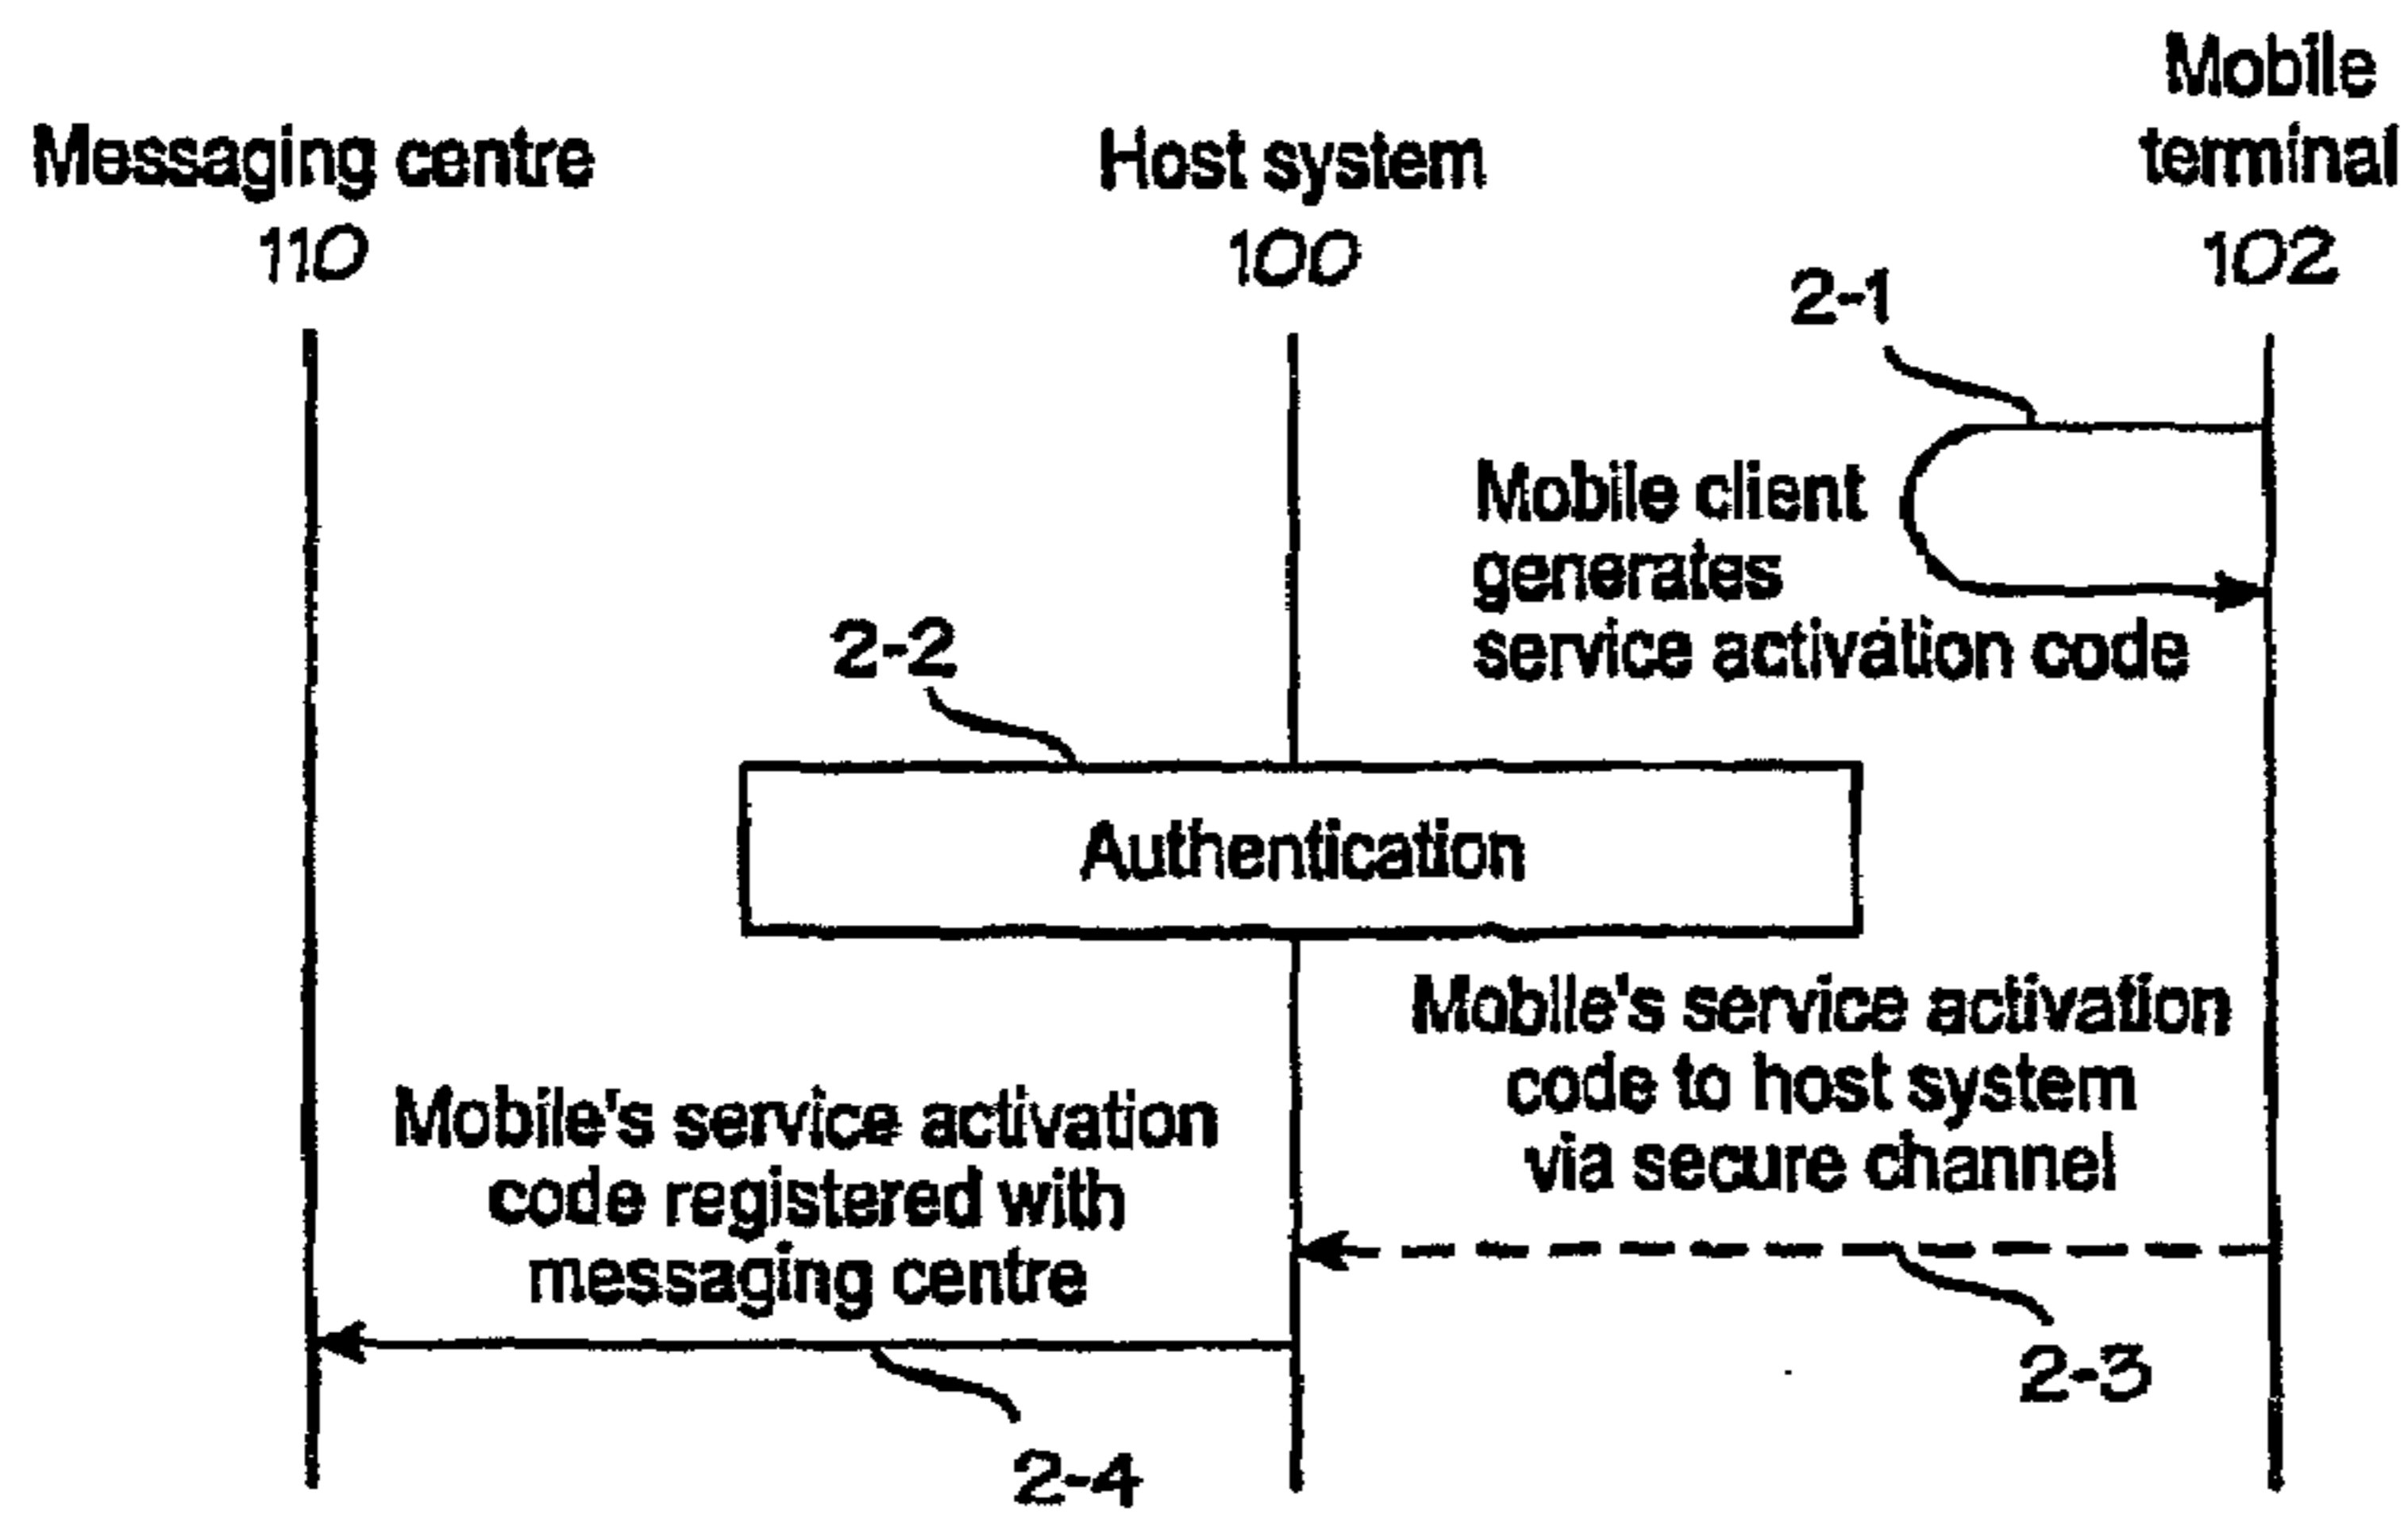 Messaging centre
110
Host system
100
Mobile
terminal
102
2-1
Mobile client
generates
service activation code
2-2
Authentication
Mobile's service activation
code to host system
via secure channel
2-3
Mobile's service activation
code registered with
messaging centre
2-4